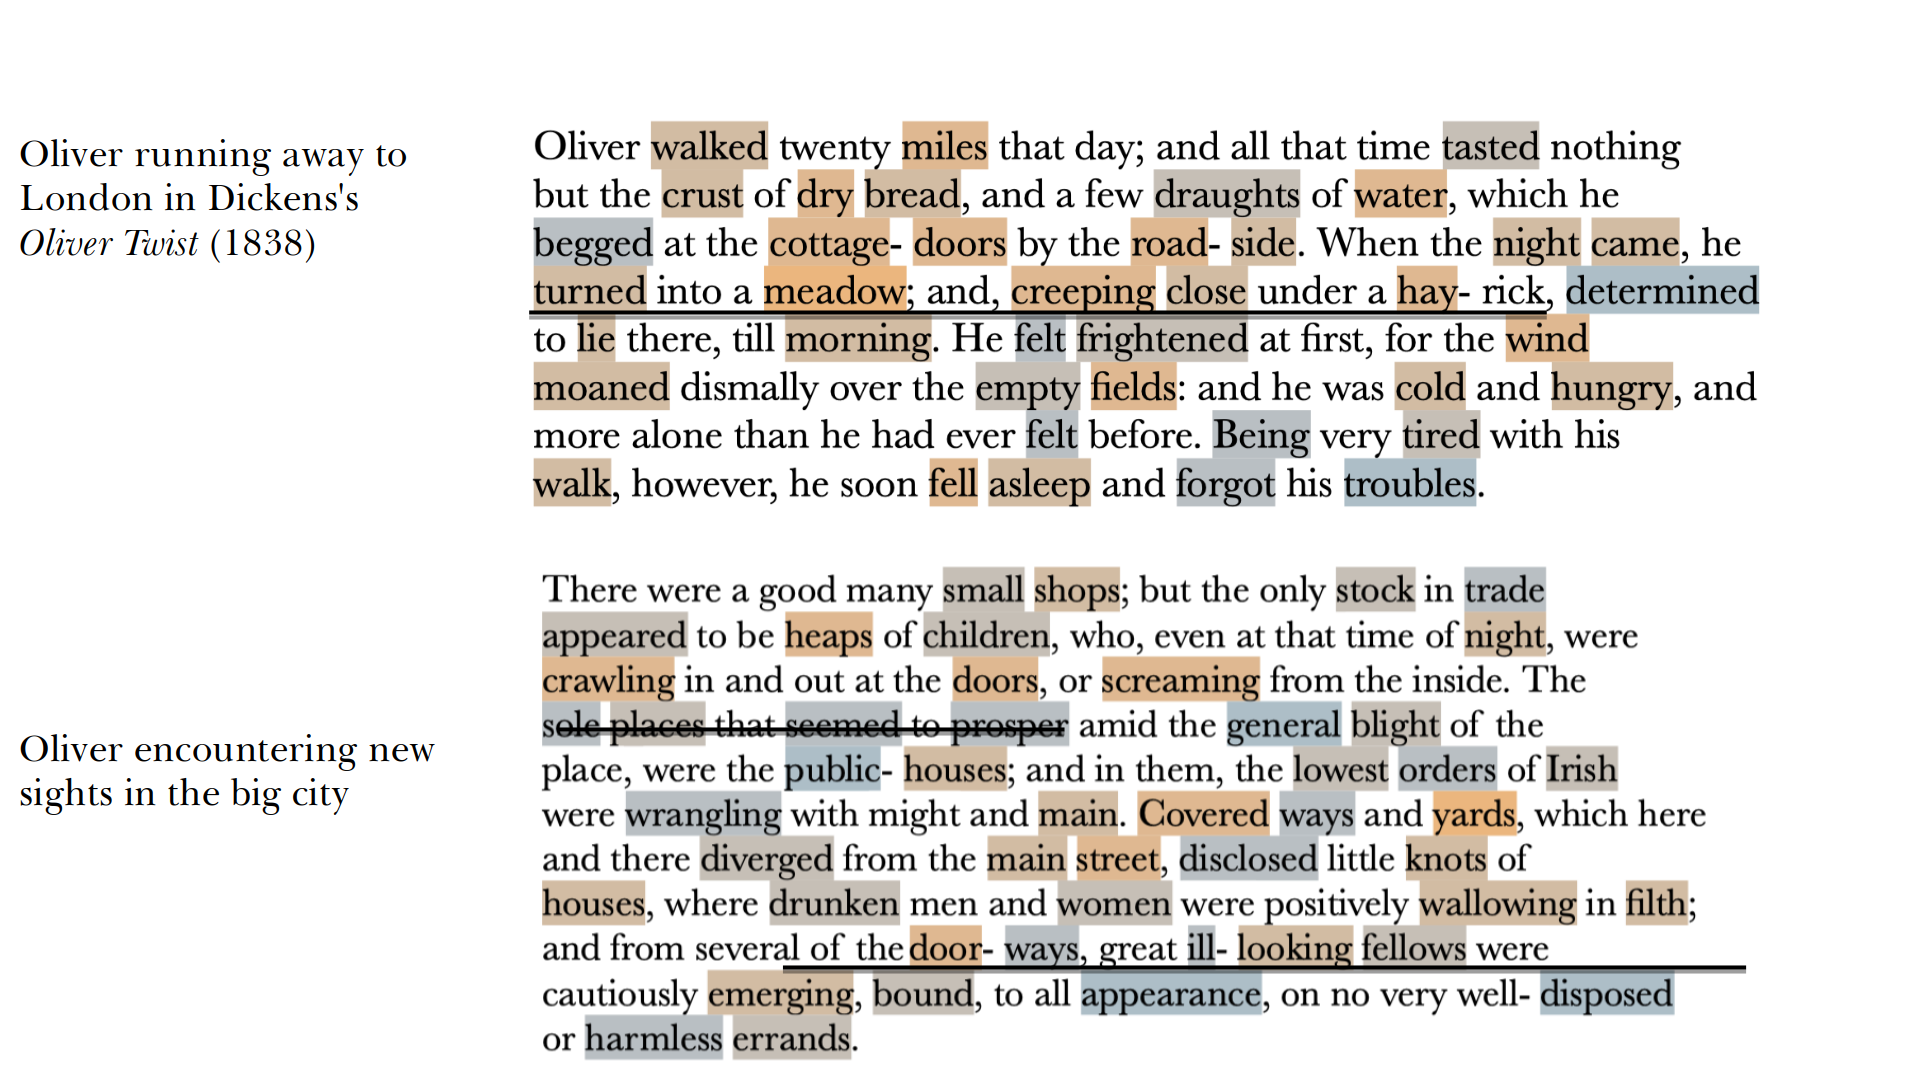 Oliver running away to
London in Dickens's
Oliver Twist (1838)
Oliver walked twenty miles that day; and all that time tasted nothing
but the crust of dry bread, and a few draughts of water, which he
begged at the cottage- doors by the road- side. When the night came, he
turned into a meadow; and, creeping close under a hay- rick, determined
to lie there, till morning. He felt frightened at first, for the wind
moaned dismally over the empty fields: and he was cold and hungry, and
more alone than he had ever felt before. Being very tired with his
walk, however, he soon fell asleep and forgot his troubles.
Oliver encountering new
sights in the big city
There were a good many small shops; but the only stock in trade
appeared to be heaps of children, who, even at that time of night, were
crawling in and out at the doors, or screaming from the inside. The
sole places that seemed to prosper amid the general blight of the
place, were the public- houses; and in them, the lowest orders of Irish
were wrangling with might and main. Covered ways and yards, which here
and there diverged from the main street, disclosed little knots of
houses, where drunken men and women were positively wallowing in filth;
and from several of the door- ways, great ill- looking fellows were
cautiously emerging, bound, to all appearance, on no very well- disposed
or harmless errands.